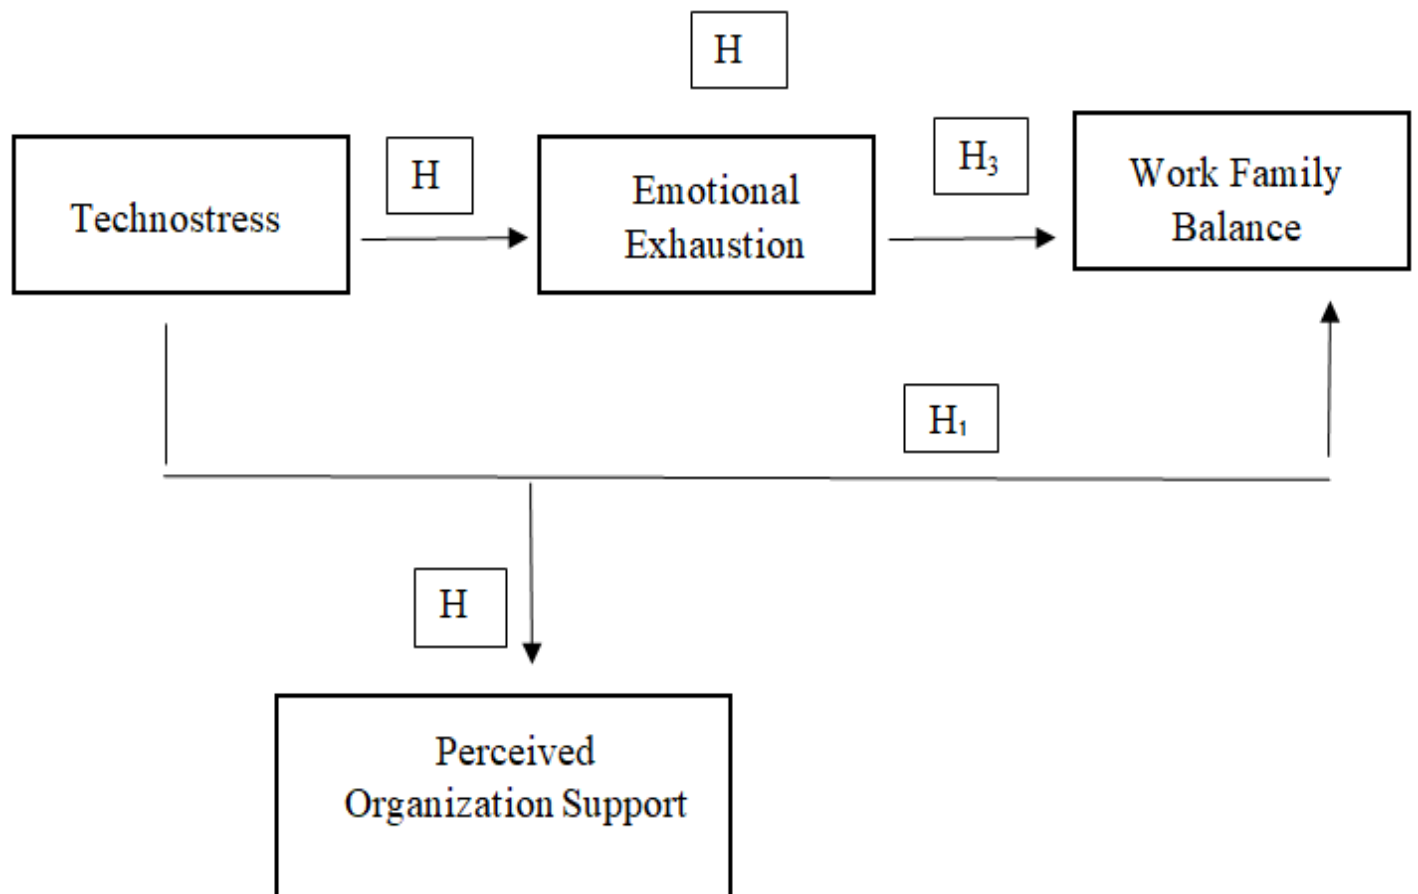 H
Technostress
H
Emotional
Exhaustion
H₃
Work Family
Balance
H₁
H
Perceived
Organization Support